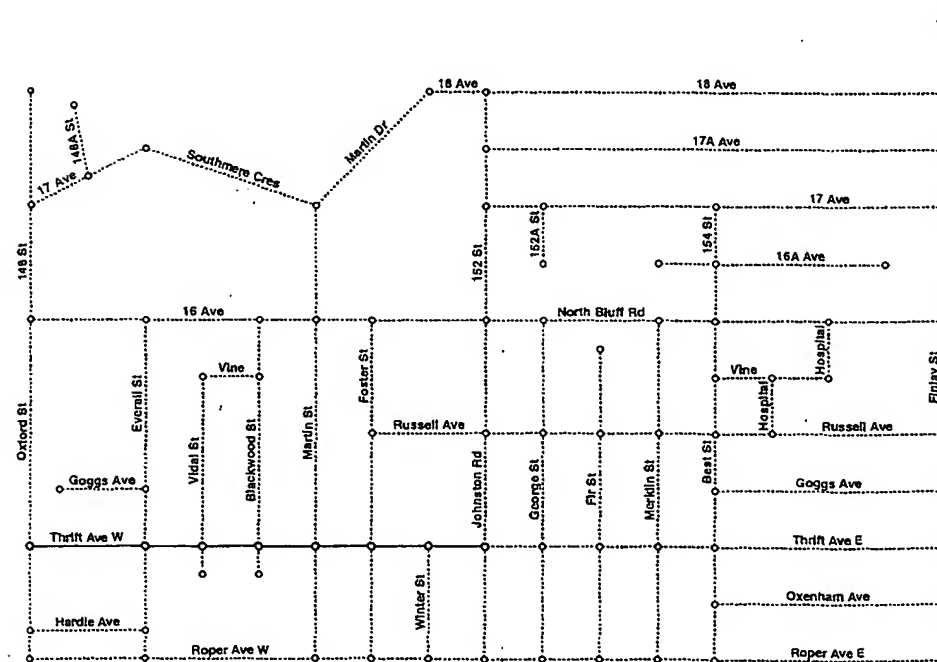 18 Ave
18 Ave
148A St
Martin Dr
17A Ave
Southmere Cres
17 Ave
17 Ave
152A St
154 St
148 St
152 St
16A Ave
16 Ave
North Bluff Rd
Hospital
Vine
Vine
Foster St
Finlay St
Everall St
Oxford St
Martin St
Hospital
Russell Ave
Russell Ave
Vidal St
Blackwood St
Best St
Johnston Rd
George St
Fir St
Merklin St
Goggs Ave
Goggs Ave
Thrift Ave W
Thrift Ave E
Winter St
Oxenham Ave
Hardie Ave
Roper Ave W
Roper Ave E